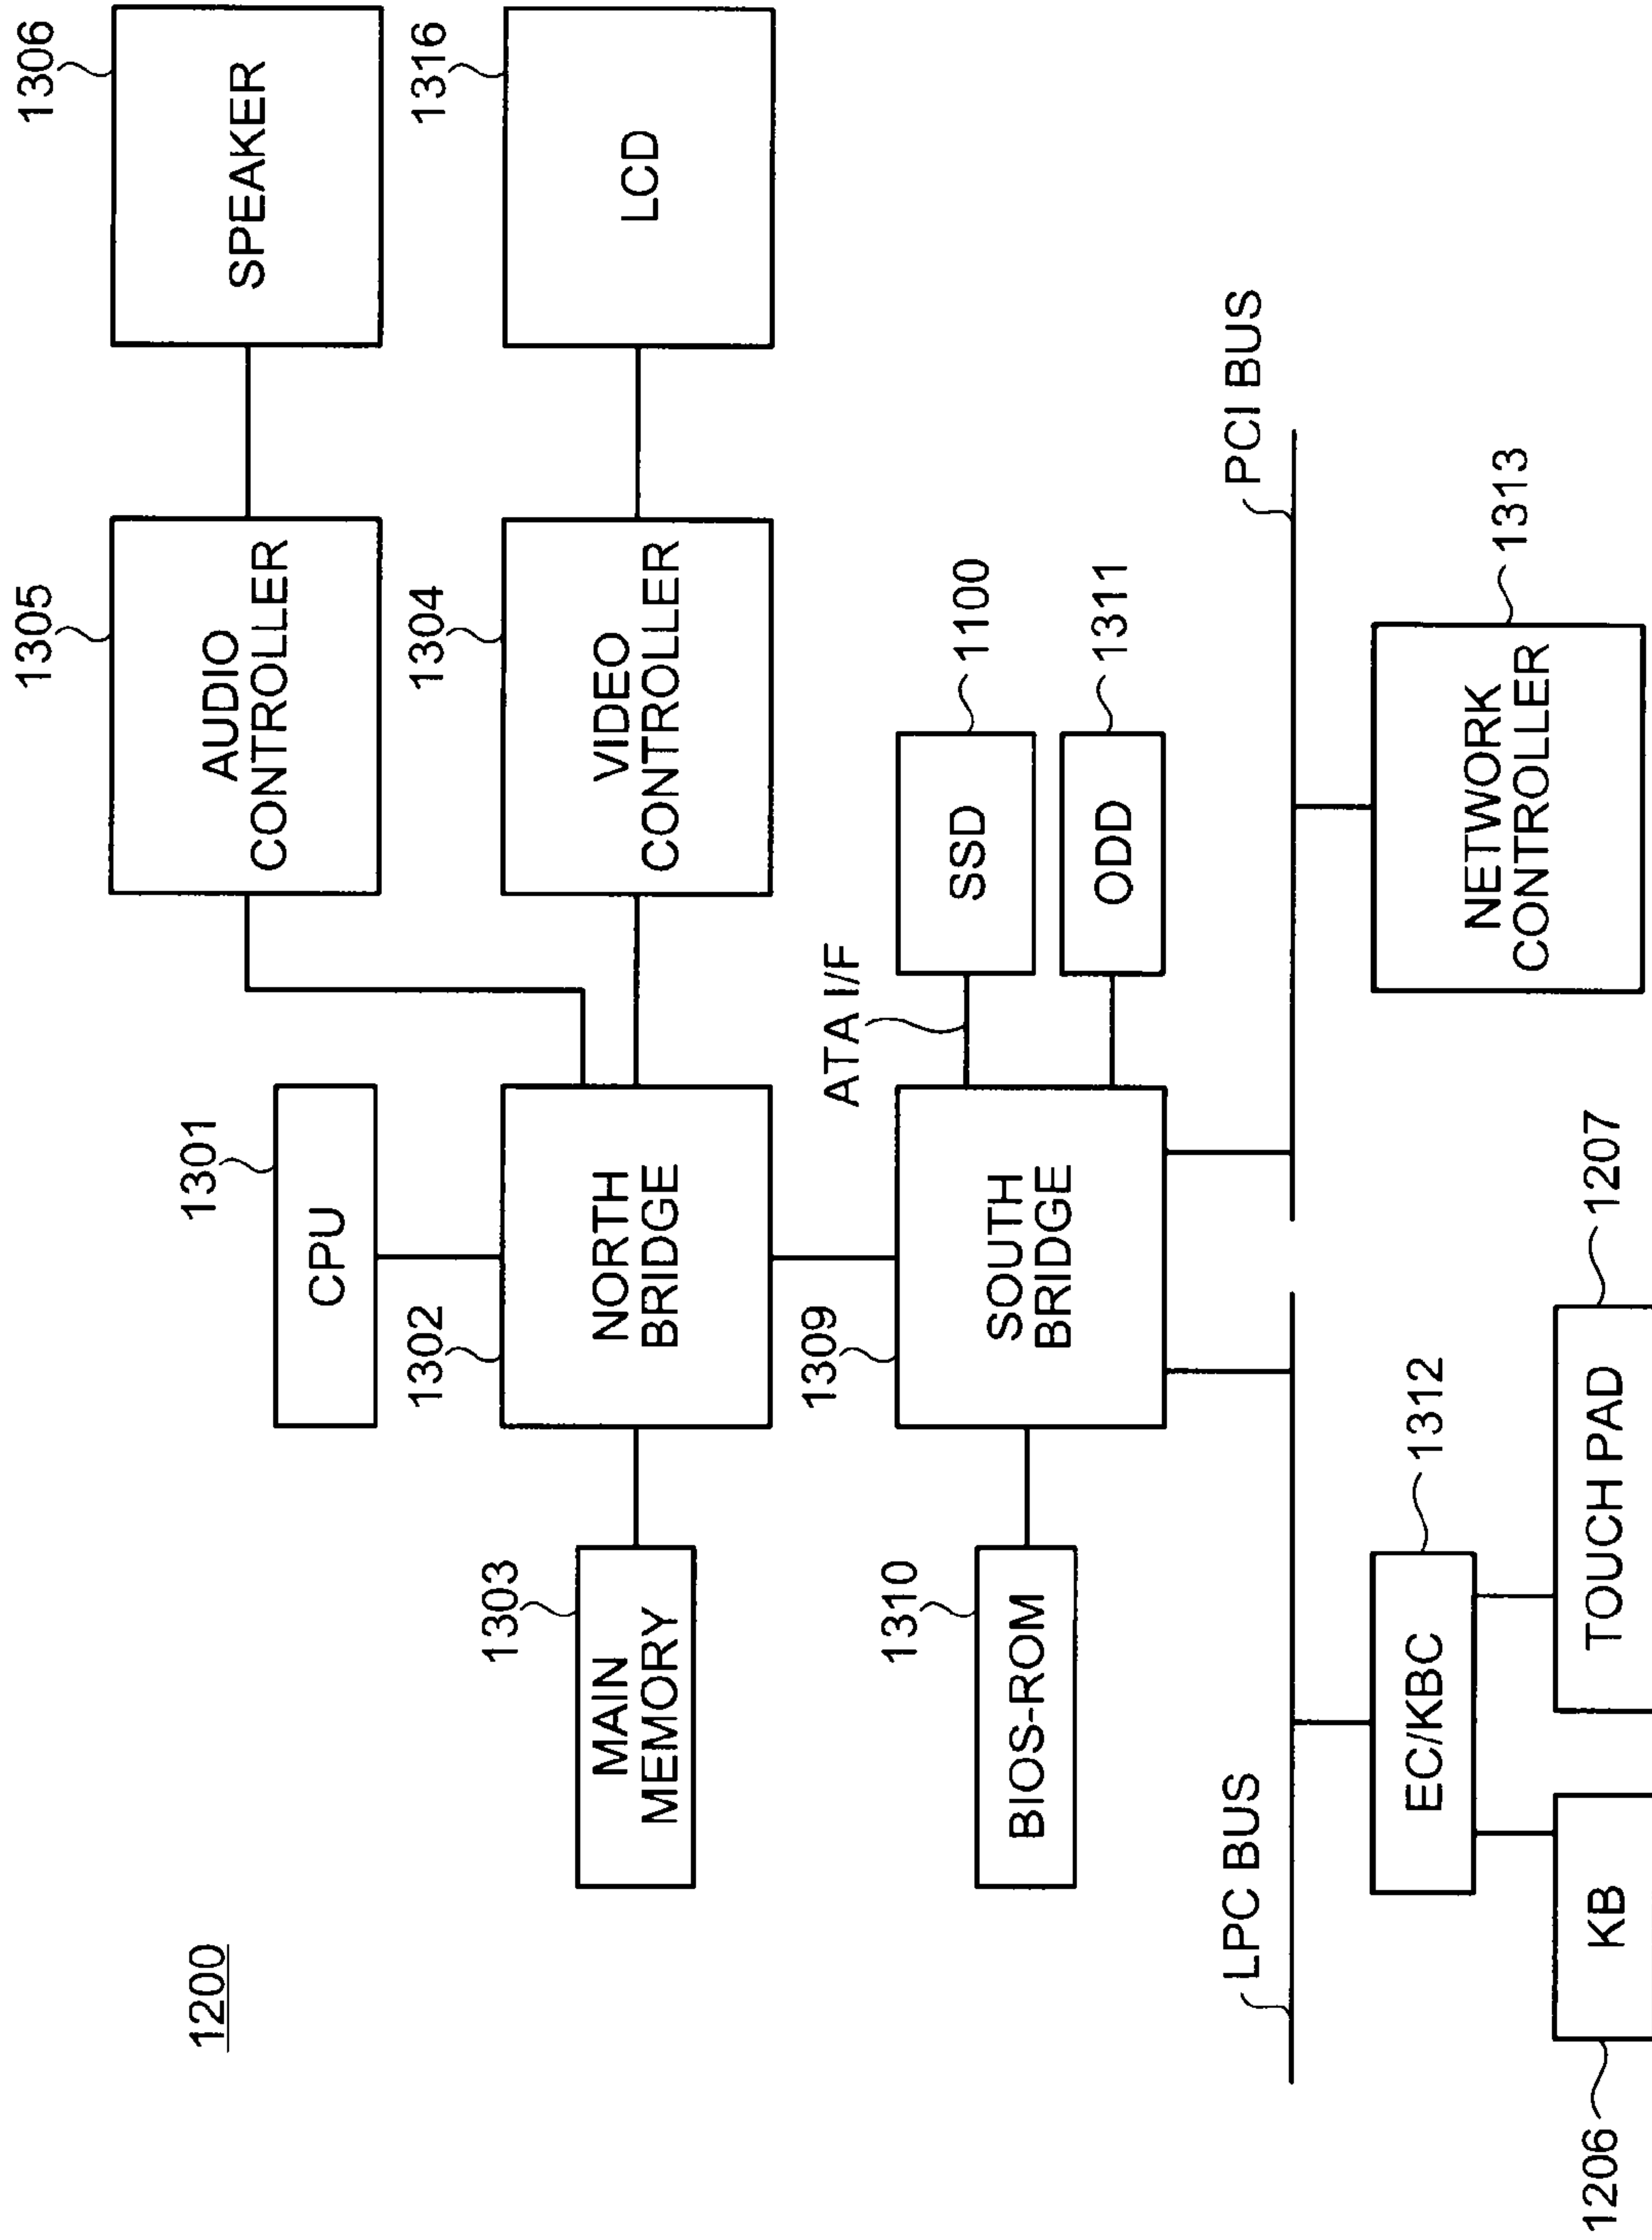 1200
1301
CPU
1305
AUDIO
CONTROLLER
1306
SPEAKER
1302
NORTH
BRIDGE
1303
MAIN
MEMORY
1304
VIDEO
CONTROLLER
1316
LCD
1309
SOUTH
BRIDGE
1310
BIOS-ROM
ATA I/F
SSD
1100
ODD
1311
LPC BUS
PCI BUS
EC/KBC
1312
NETWORK
CONTROLLER
1313
1206
KB
TOUCH PAD
1207